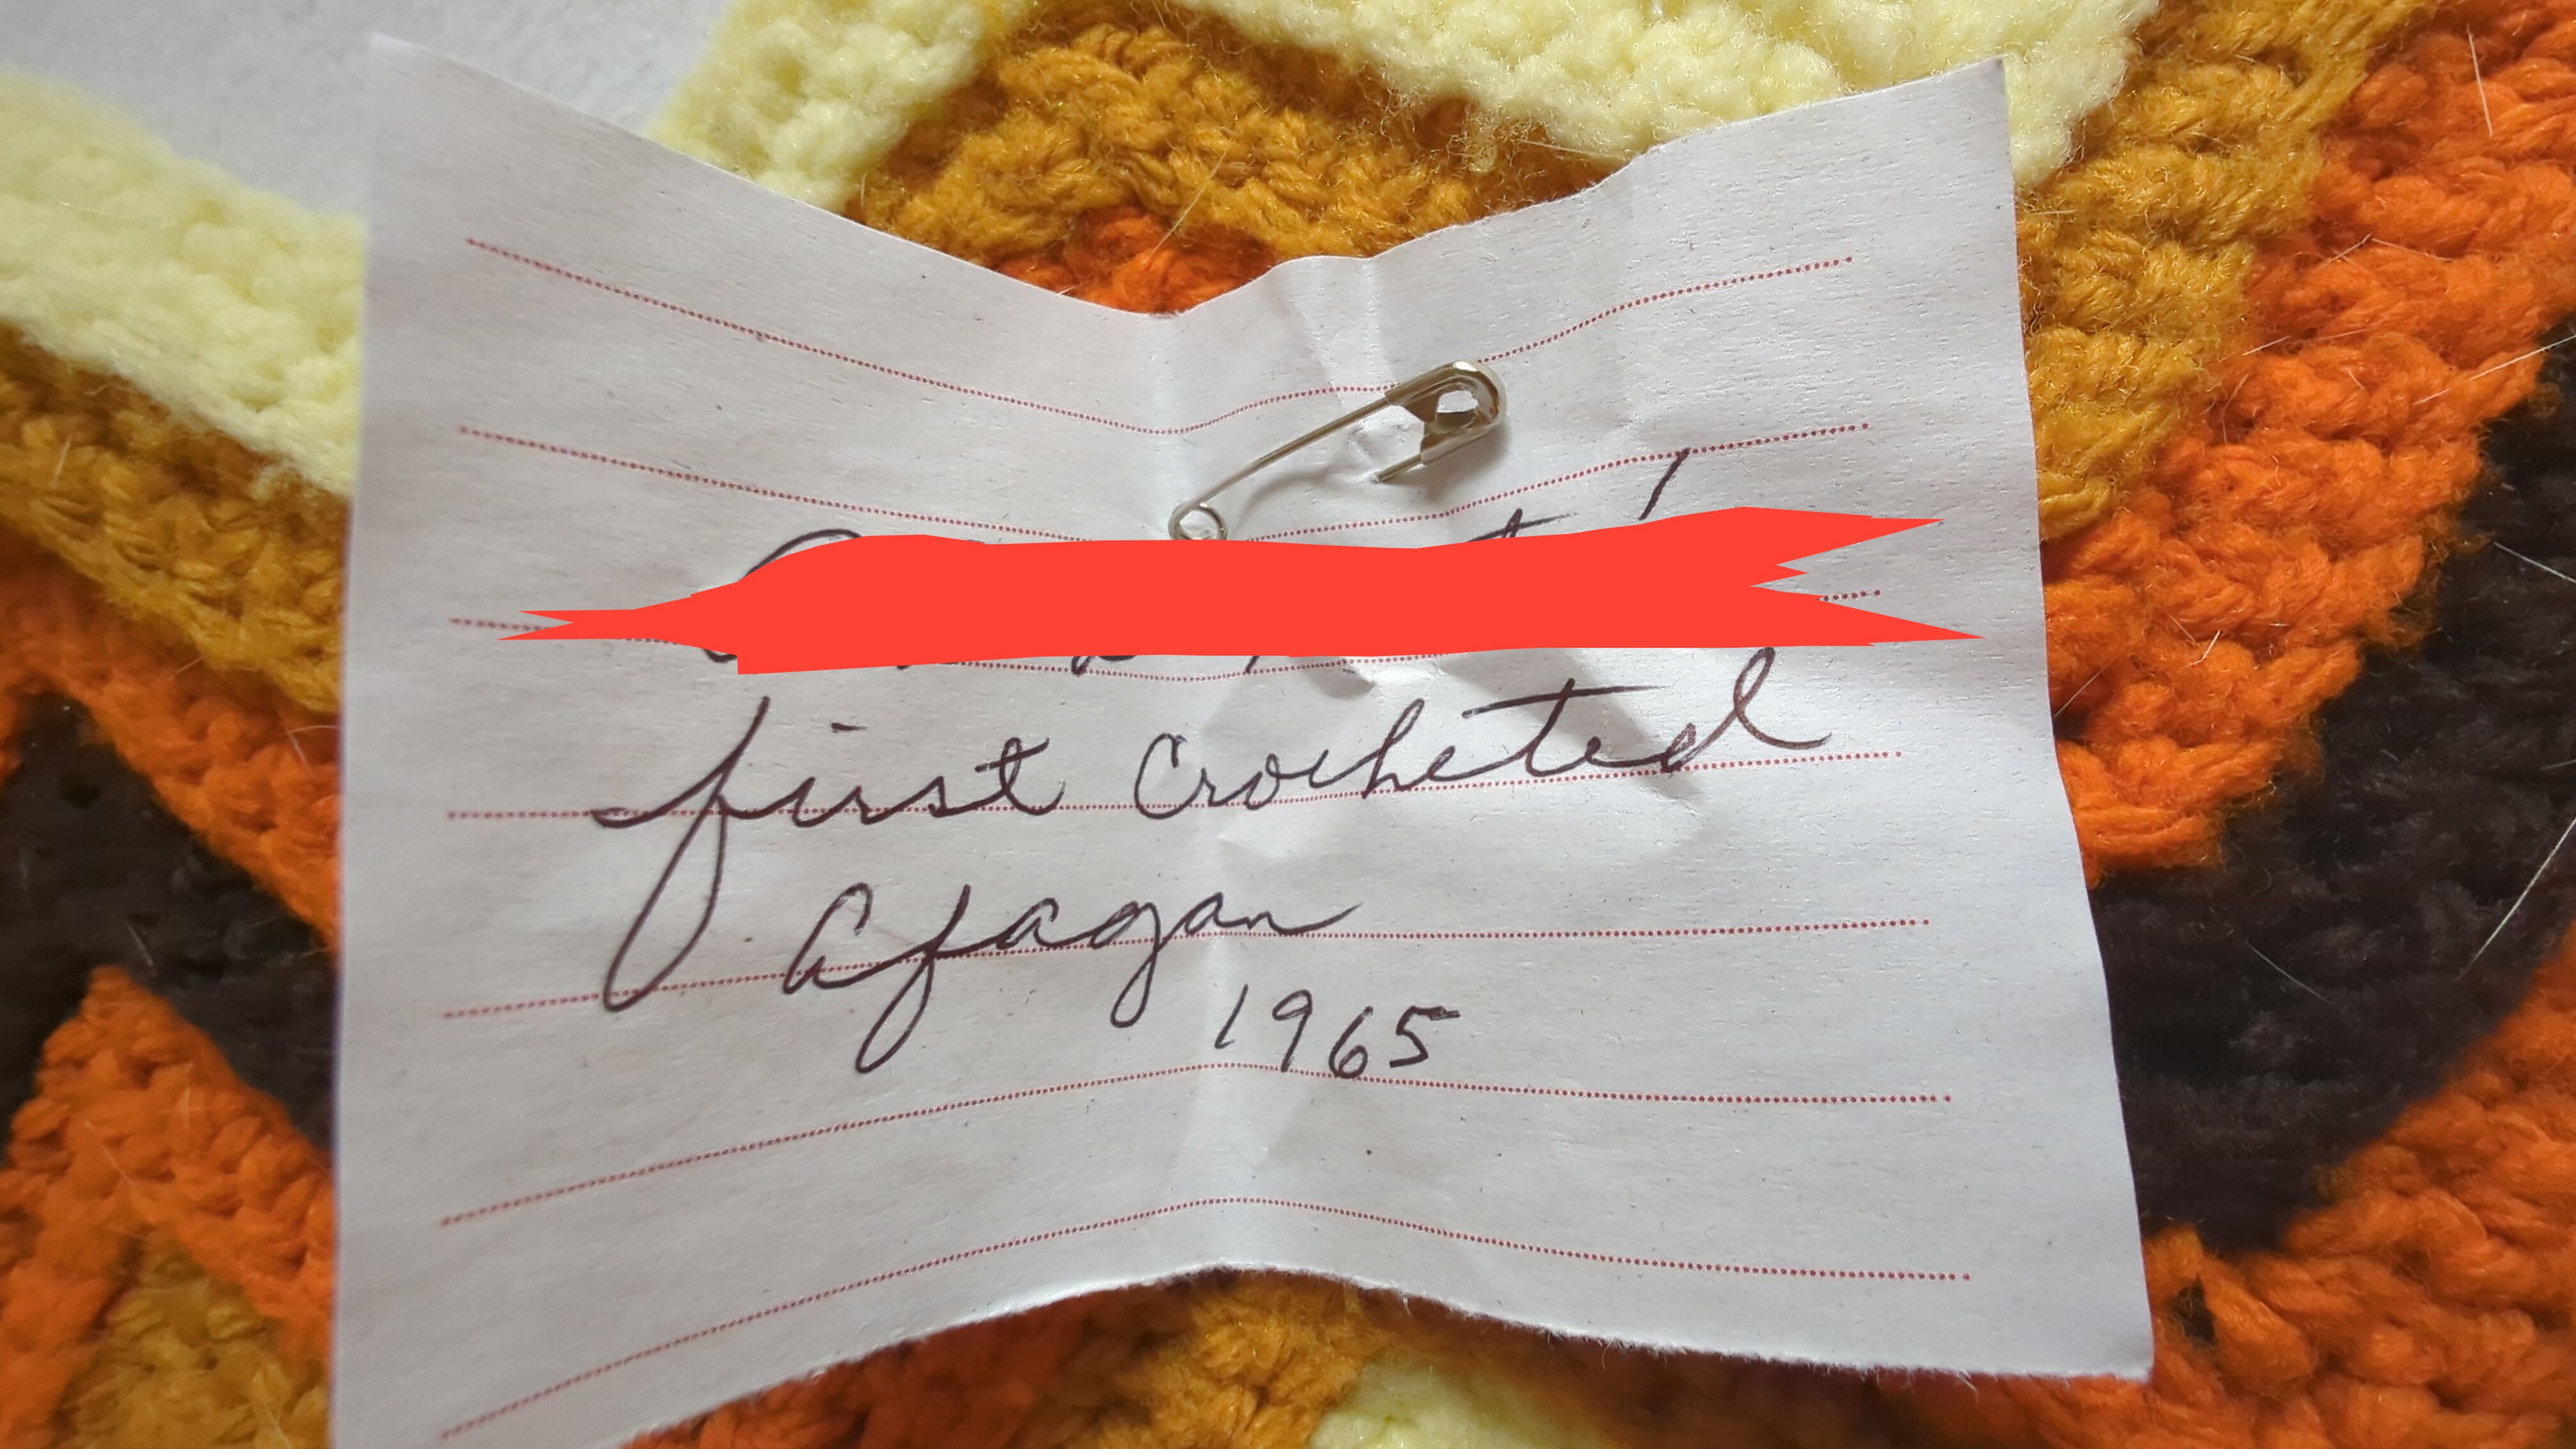 first crocheted
afagan
1965